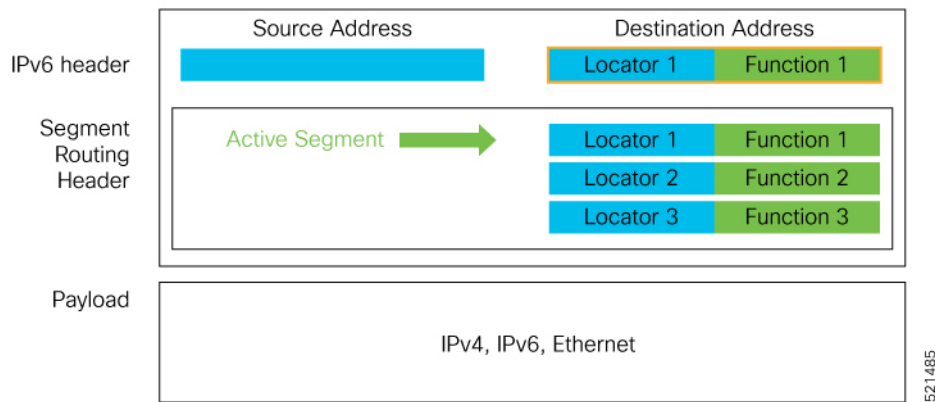 Source Address
Destination Address
IPv6 header
Locator 1
Function 1
Segment
Routing
Header
Active Segment
Locator 1
Function 1
Locator 2
Function 2
Locator 3
Function 3
Payload
IPv4, IPv6, Ethernet
521485